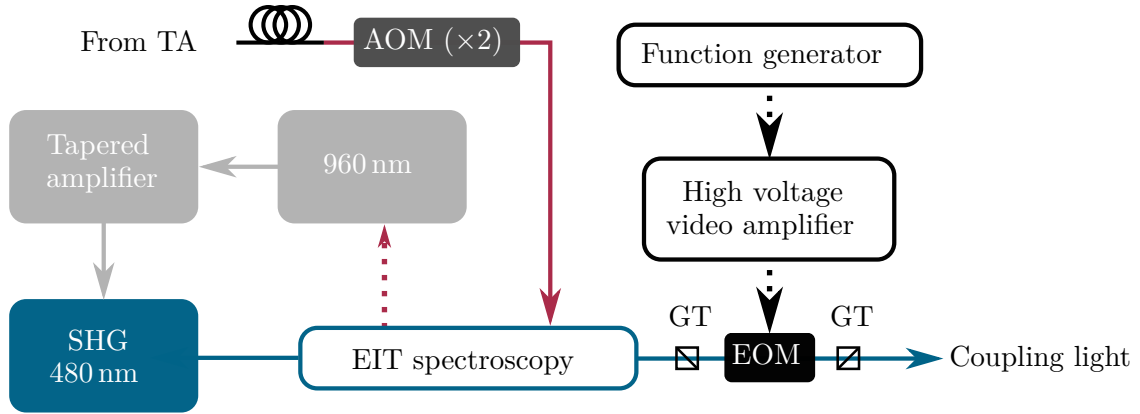 From TA
AOM (×2)
Function generator
Tapered
amplifier
960 nm
High voltage
video amplifier
SHG
480 nm
EIT spectroscopy
GT
EOM
GT
Coupling light